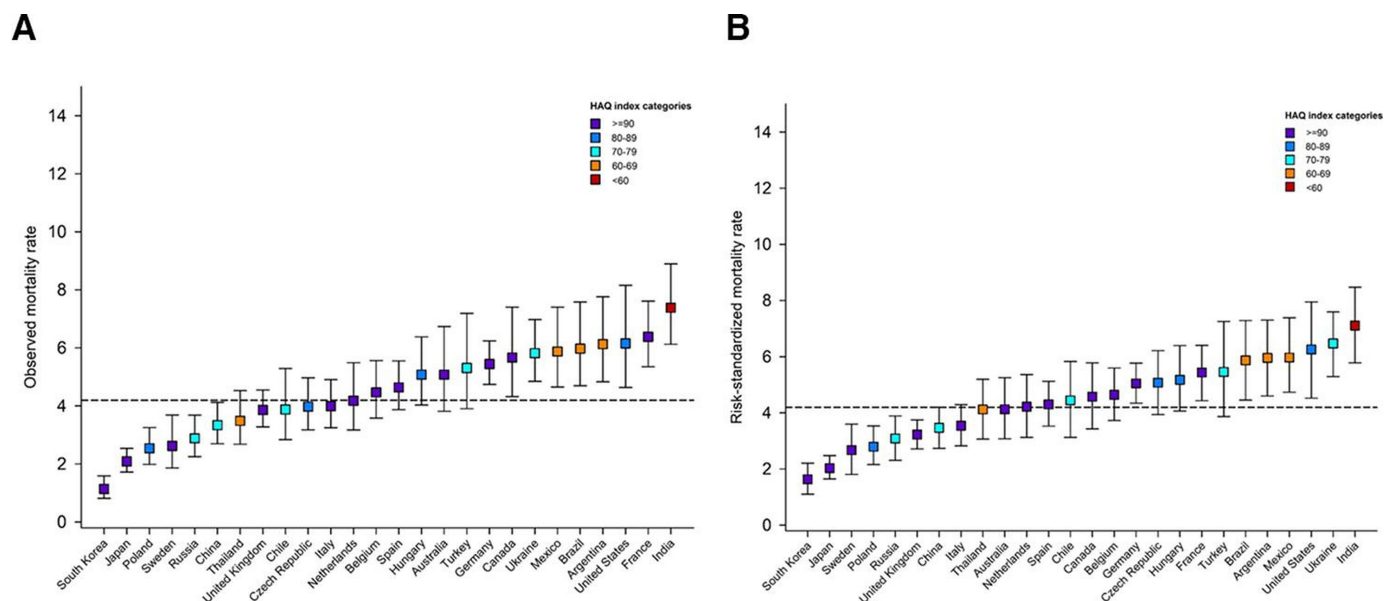 A
Observed mortality rate
14
12
10
8
6
4
2
0
HAQ index categories
>=90
80-89
70-79
60-69
<60
South Korea
Japan
Poland
Sweden
Russia
China
Thailand
United Kingdom
Chile
Czech Republic
Italy
Netherlands
Belgium
Spain
Hungary
Australia
Turkey
Germany
Canada
Ukraine
Mexico
Brazil
Argentina
United States
France
India
B
Risk-standardized mortality rate
14
12
10
8
6
4
2
0
HAQ index categories
>=90
80-89
70-79
60-69
<60
South Korea
Japan
Sweden
Poland
Russia
United Kingdom
China
Italy
Thailand
Australia
Netherlands
Spain
Chile
Canada
Belgium
Germany
Czech Republic
Hungary
France
Turkey
Brazil
Argentina
Mexico
United States
Ukraine
India